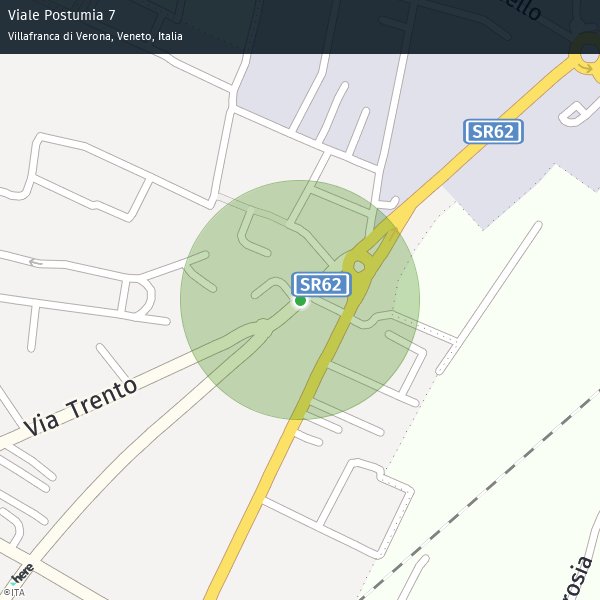 Viale Postumia 7
Villafranca di Verona, Veneto, Italia
ello
SR62
SR62
Via Trento
rosia
here
©ITA